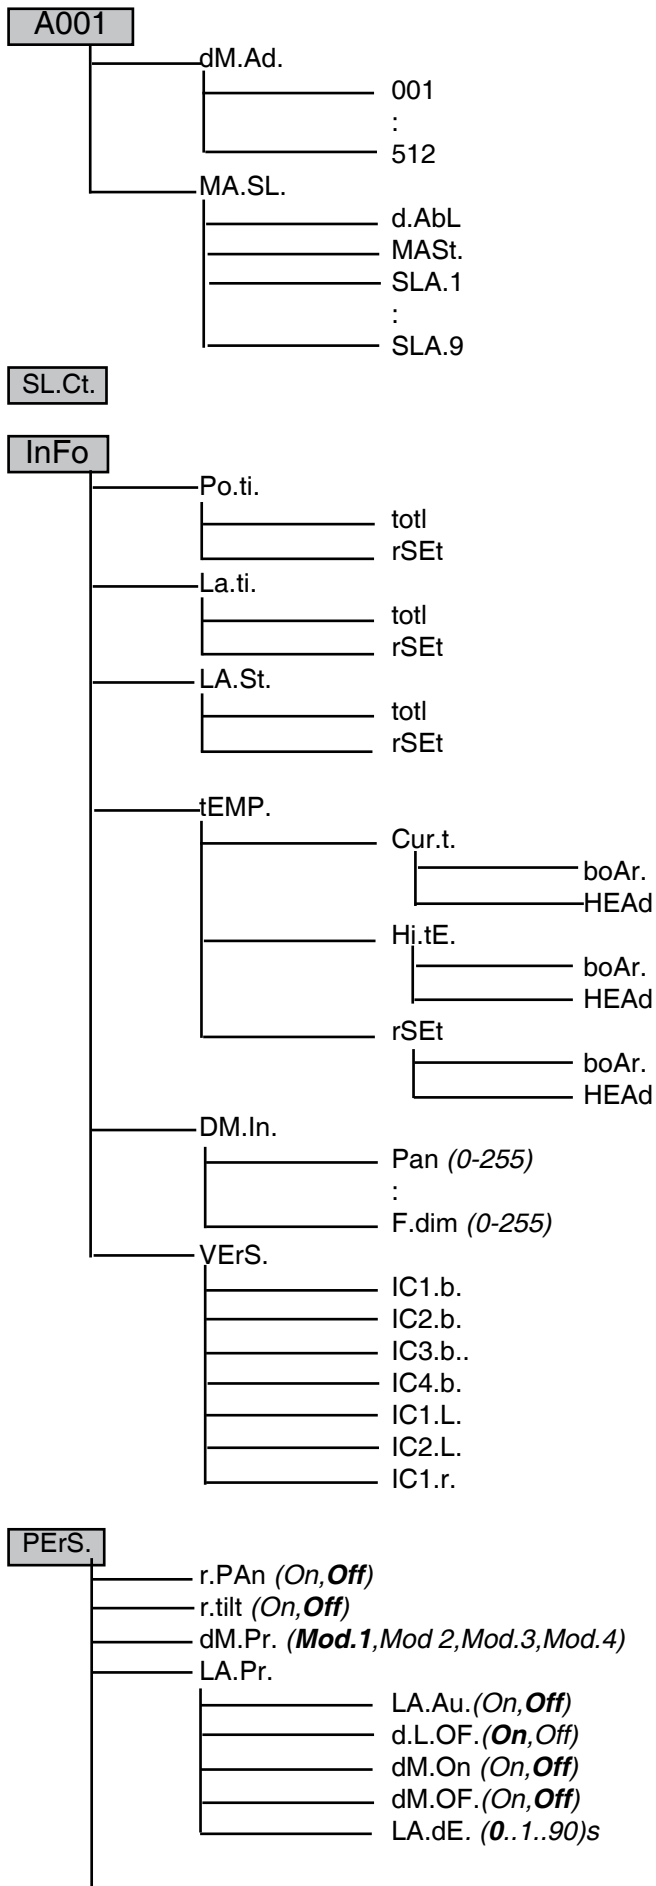 A001
dM.Ad.
001
:
512
MA.SL.
d.AbL
MASt.
SLA.1
:
SLA.9
SL.Ct.
InFo
Po.ti.
totl
rSEt
La.ti.
totl
rSEt
LA.St.
totl
rSEt
tEMP.
Cur.t.
boAr.
HEAd
Hi.tE.
boAr.
HEAd
rSEt
boAr.
HEAd
DM.In.
Pan (0-255)
:
F.dim (0-255)
VErS.
IC1.b.
IC2.b.
IC3.b..
IC4.b.
IC1.L.
IC2.L.
IC1.r.
PErS.
r.PAn (On,Off)
r.tilt (On,Off)
dM.Pr. (Mod.1,Mod 2,Mod.3,Mod.4)
LA.Pr.
LA.Au.(On,Off)
d.L.OF.(On,Off)
dM.On (On,Off)
dM.OF.(On,Off)
LA.dE. (0..1..90)s